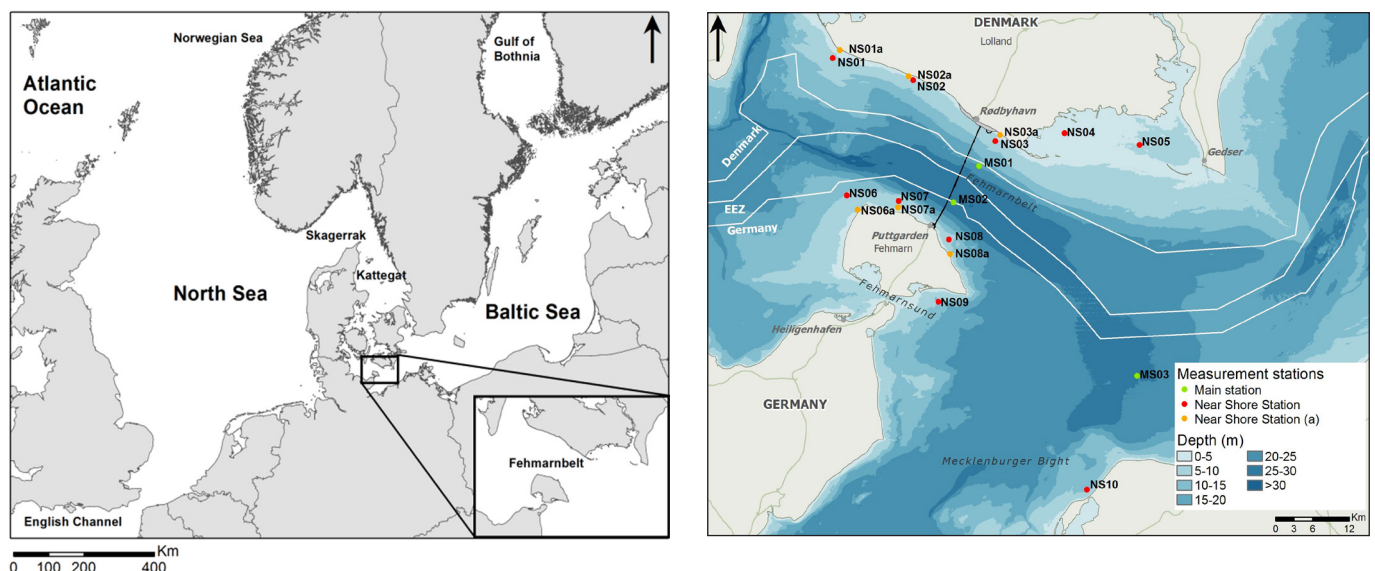 Norwegian Sea
Gulf of
Bothnia
Atlantic
Ocean
Skagerrak
Kattegat
North Sea
Baltic Sea
Fehmarnbelt
English Channel
Km
0 100 200 400
DENMARK
Lolland
NS01a
NS01
NS02a
NS02
Rødbyhavn
NS03a
NS03
NS04
NS05
Gedser
Denmark
MS01
Fehmarnbelt
EEZ
Germany
NS06
NS06a
NS07
NS07a
MS02
Puttgarden
Fehmarn
NS08
NS08a
Fehmarnsund
NS09
Heiligenhafen
GERMANY
MS03
Mecklenburger Bight
NS10
Measurement stations
Main station
Near Shore Station
Near Shore Station (a)
Depth (m)
0-5 20-25
5-10 25-30
10-15 >30
15-20
Km
0 3 6 12